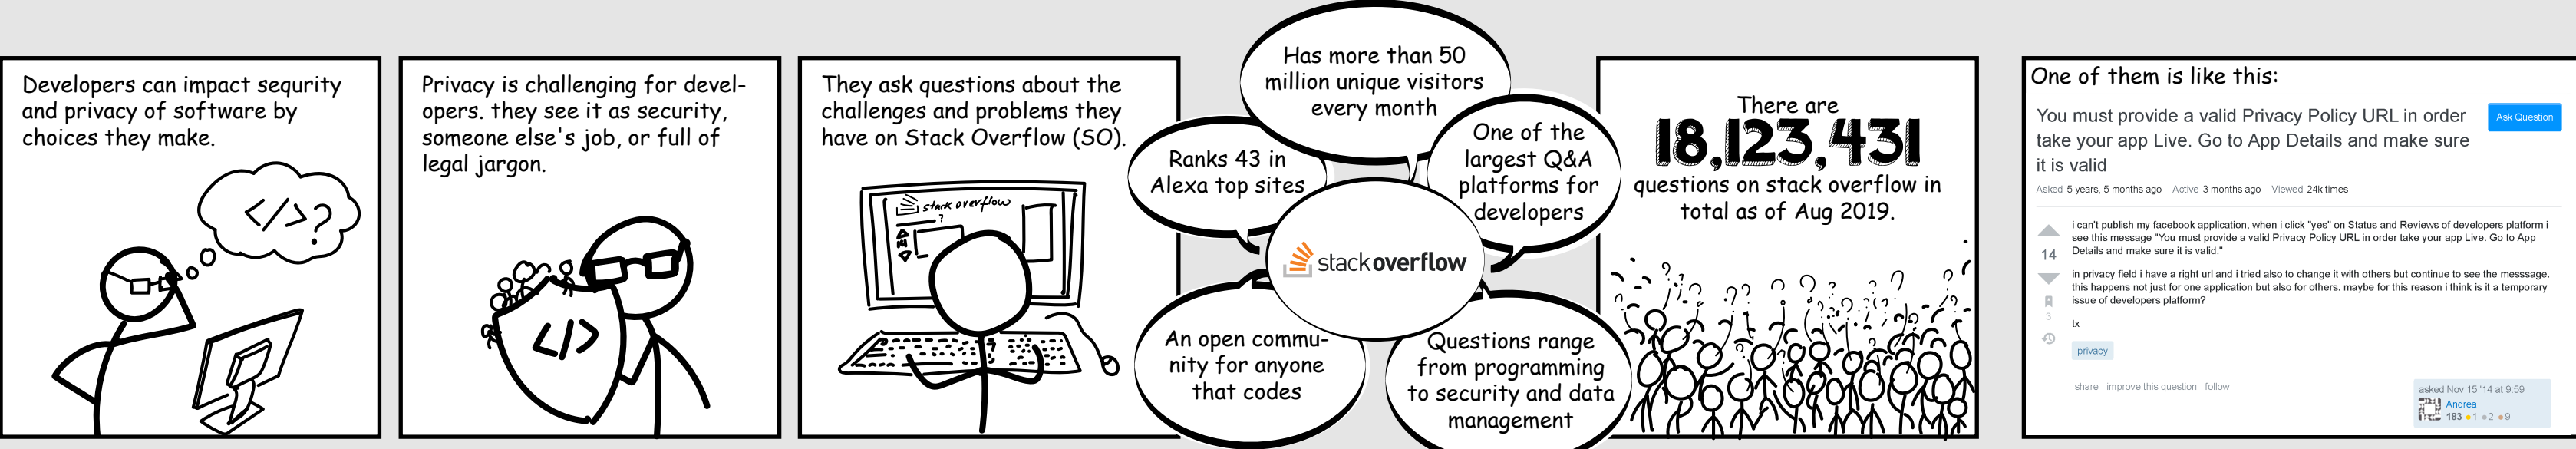 Developers can impact sequrity
and privacy of software by
choices they make.
</>?
Privacy is challenging for devel-
opers. they see it as security,
someone else's job, or full of
legal jargon.
</>
They ask questions about the
challenges and problems they
have on Stack Overflow (SO).
stack overflow
?
Has more than 50
million unique visitors
every month
Ranks 43 in
Alexa top sites
One of the
largest Q&A
platforms for
developers
stackoverflow
An open commu-
nity for anyone
that codes
Questions range
from programming
to security and data
management
There are
18,123,431
questions on stack overflow in
total as of Aug 2019.
One of them is like this:
You must provide a valid Privacy Policy URL in order
take your app Live. Go to App Details and make sure
it is valid
Ask Question
Asked 5 years, 5 months ago Active 3 months ago Viewed 24k times
14
3
i can't publish my facebook application, when i click "yes" on Status and Reviews of developers platform i
see this message "You must provide a valid Privacy Policy URL in order take your app Live. Go to App
Details and make sure it is valid."
in privacy field i have a right url and i tried also to change it with others but continue to see the messsage.
this happens not just for one application but also for others. maybe for this reason i think is it a temporary
issue of developers platform?
tx
privacy
share improve this question follow
asked Nov 15 '14 at 9:59
Andrea
183 1 2 9